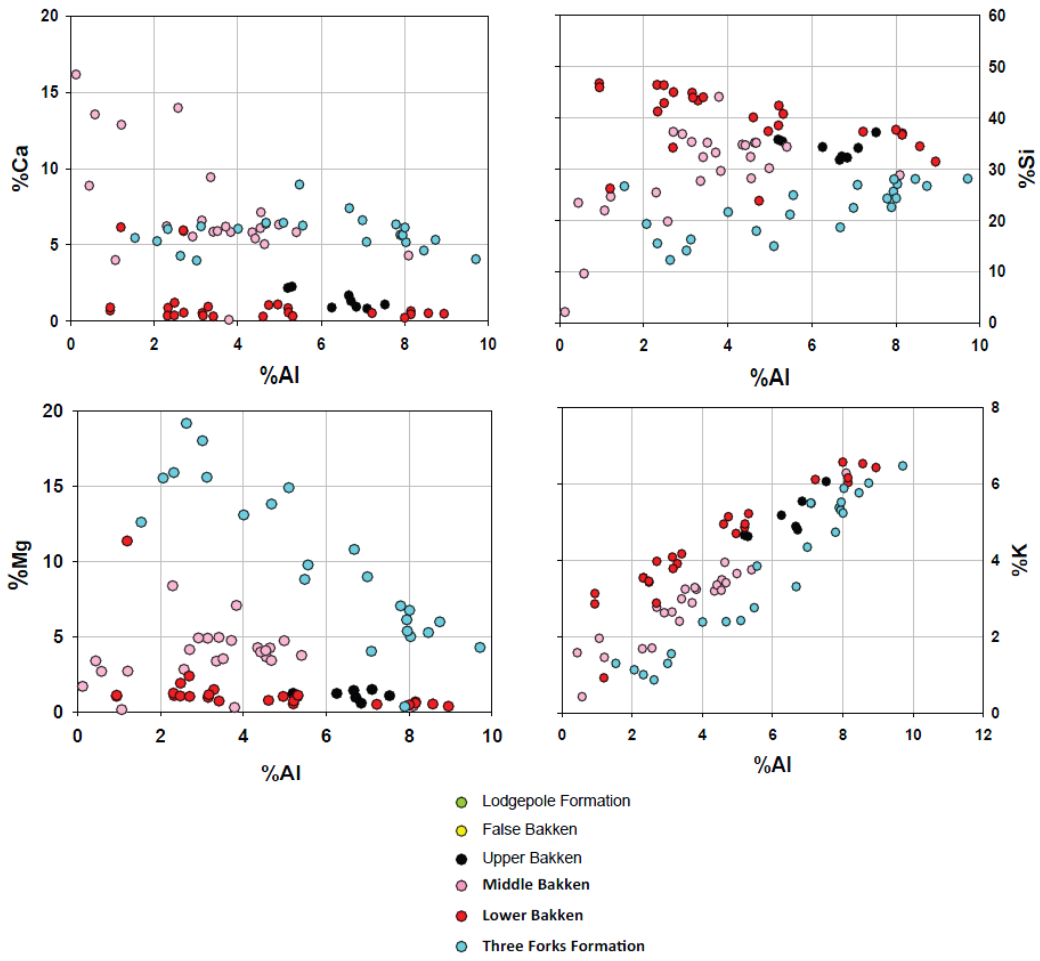 20
15
10
5
0
%Ca
0 2 4 6 8 10
%Al
60
50
40
30
20
10
0
%Si
0 2 4 6 8 10
%Al
20
15
10
5
0
%Mg
0 2 4 6 8 10
%Al
8
6
4
2
0
%K
0 2 4 6 8 10 12
%Al
Lodgepole Formation
False Bakken
Upper Bakken
Middle Bakken
Lower Bakken
Three Forks Formation